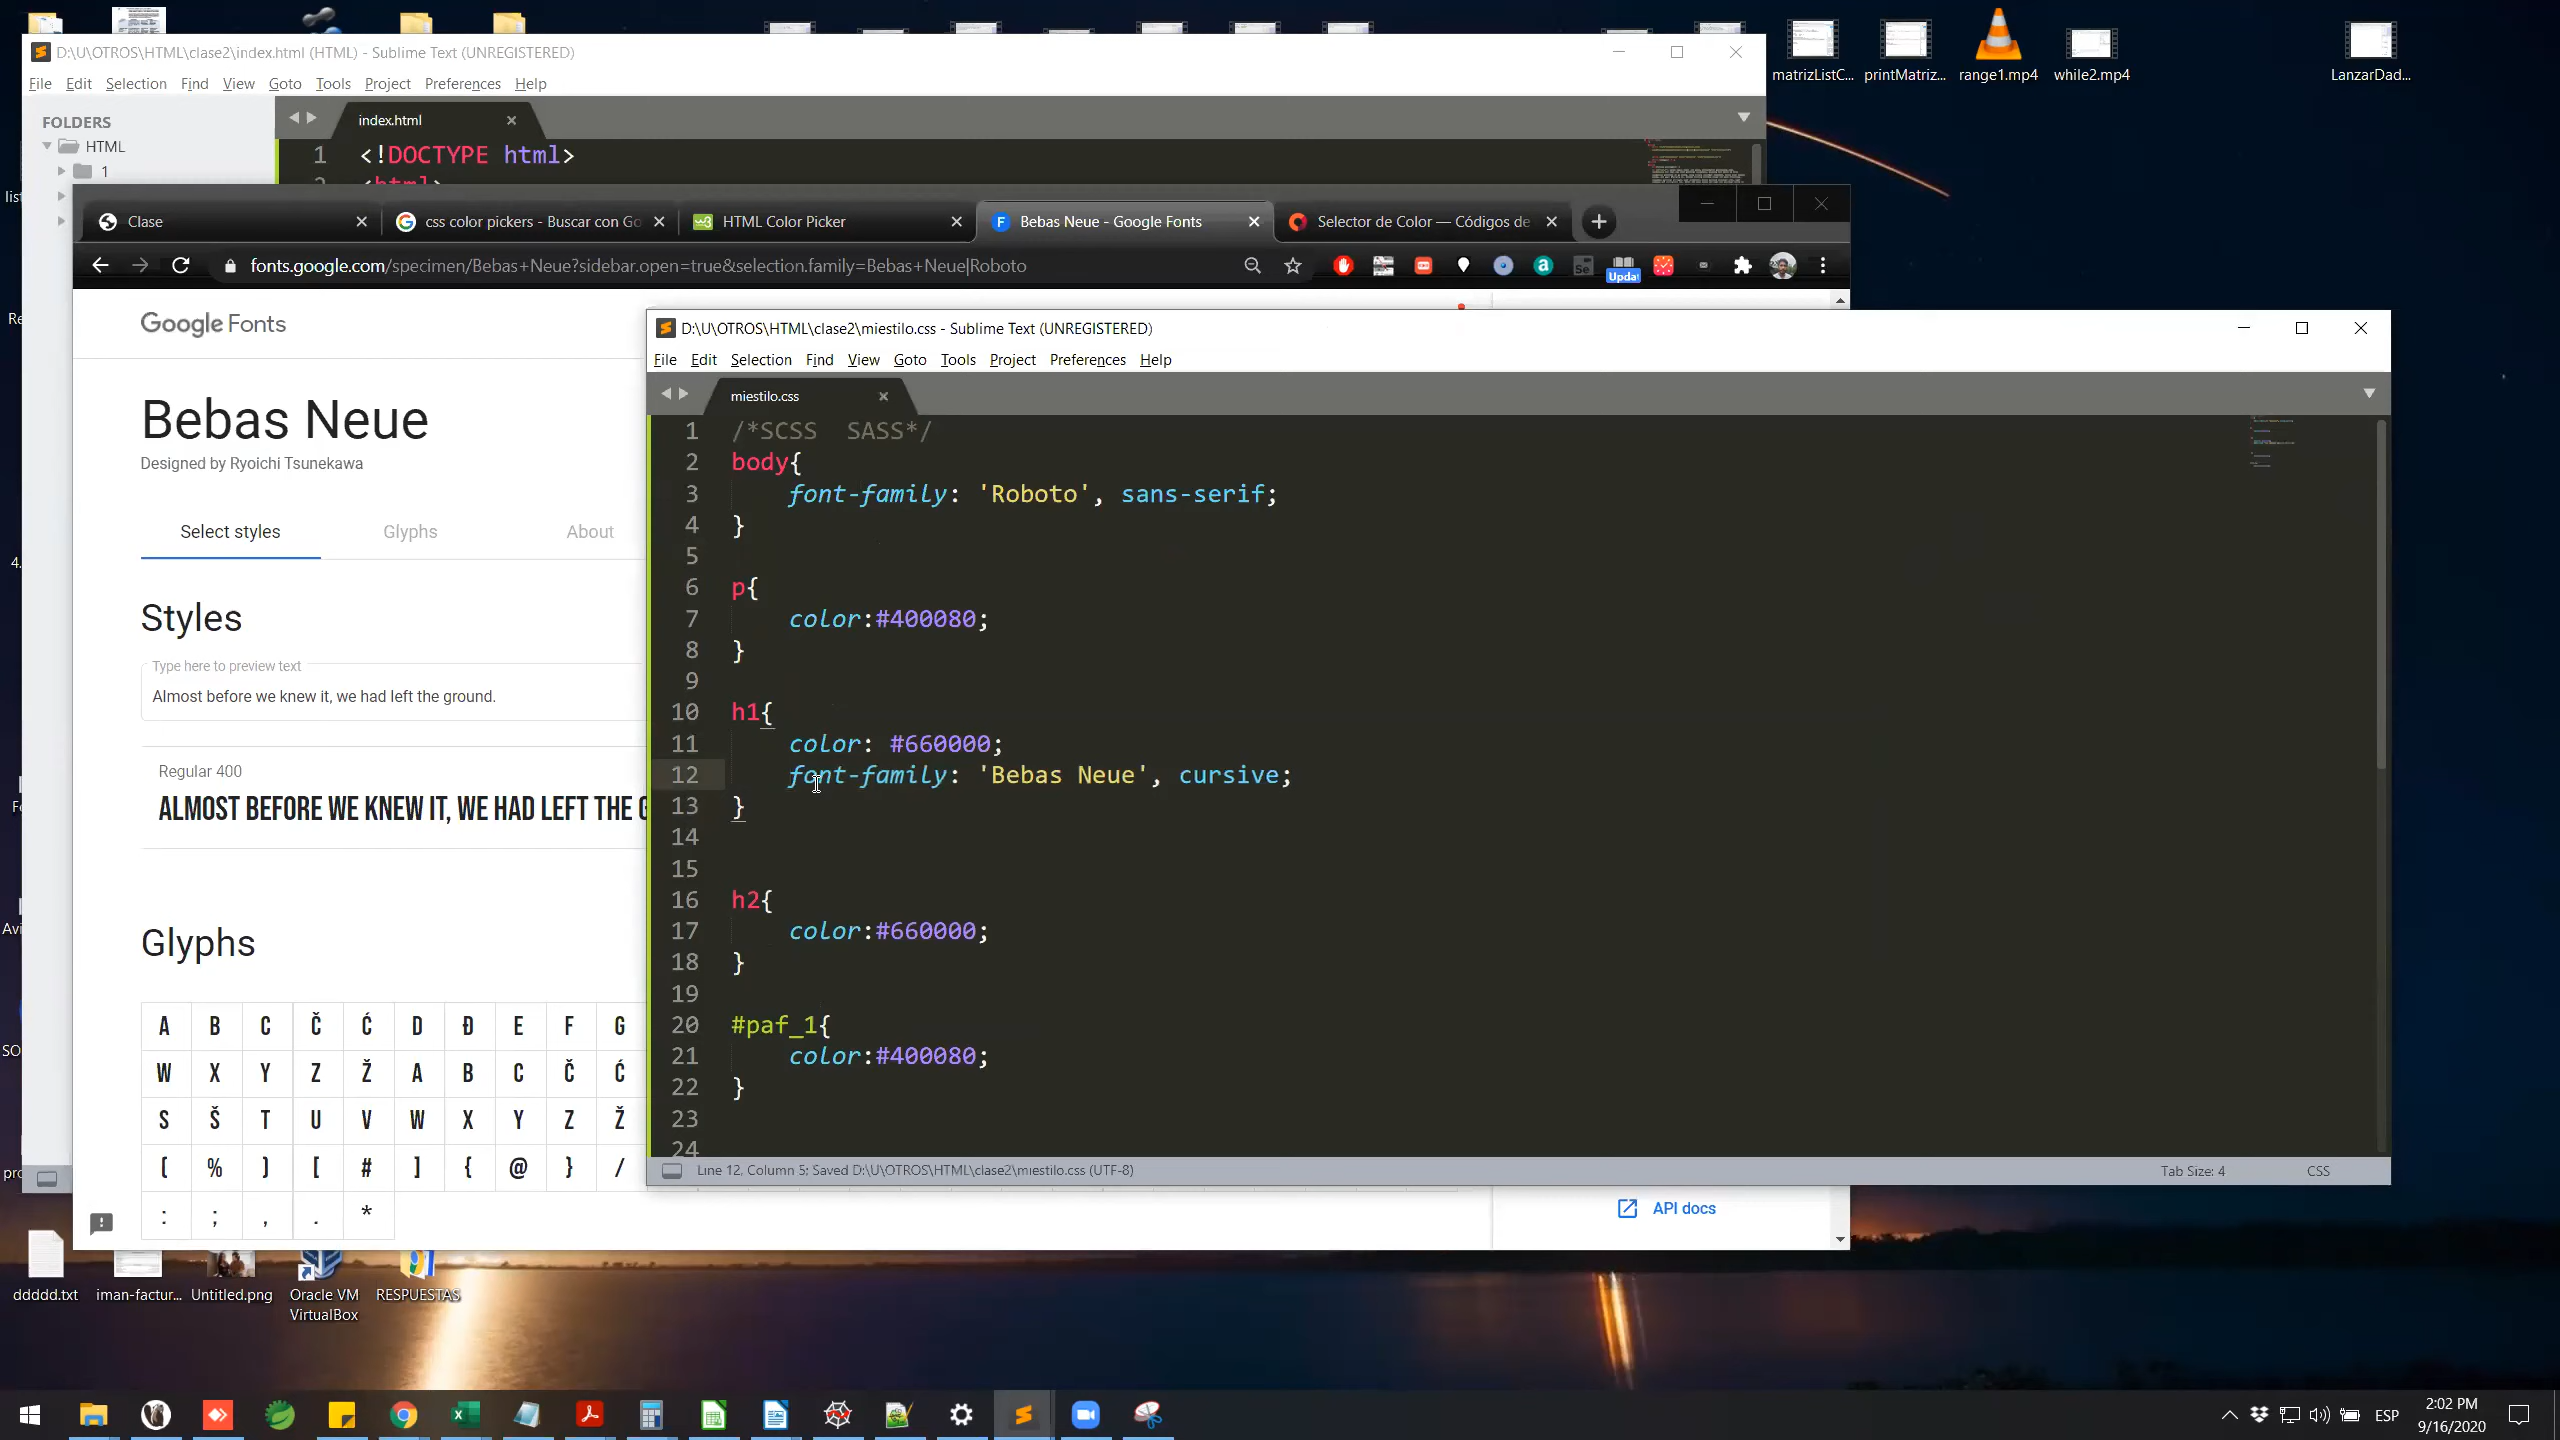 D:\U\OTROS\HTML\clase2\index.html (HTML) - Sublime Text (UNREGISTERED)
File Edit Selection Find View Goto Tools Project Preferences Help
FOLDERS
HTML
1
index.html
1 <!DOCTYPE html>
2 <html>
matrizListC...
printMatriz...
range1.mp4
while2.mp4
LanzarDad...
Clase
css color pickers - Buscar con Go
HTML Color Picker
Bebas Neue - Google Fonts
Selector de Color — Códigos de
fonts.google.com/specimen/Bebas+Neue?sidebar.open=true&selection.family=Bebas+Neue|Roboto
Updat
Google Fonts
Bebas Neue
Designed by Ryoichi Tsunekawa
Select styles
Glyphs
About
Styles
Type here to preview text
Almost before we knew it, we had left the ground.
Regular 400
ALMOST BEFORE WE KNEW IT, WE HAD LEFT THE G
Glyphs
A B C Č Ć D Đ E F G
W X Y Z Ž A B C Č Ć
S Š T U V W X Y Z Ž
( % ) [ # ] { @ } /
: ; , . *
API docs
D:\U\OTROS\HTML\clase2\miestilo.css - Sublime Text (UNREGISTERED)
File Edit Selection Find View Goto Tools Project Preferences Help
miestilo.css
1 /*SCSS  SASS*/
2 body{
3     font-family: 'Roboto', sans-serif;
4 }
5
6 p{
7     color:#400080;
8 }
9
10 h1{
11     color: #660000;
12     font-family: 'Bebas Neue', cursive;
13 }
14
15
16 h2{
17     color:#660000;
18 }
19
20 #paf_1{
21     color:#400080;
22 }
23
24
Line 12, Column 5; Saved D:\U\OTROS\HTML\clase2\miestilo.css (UTF-8)
Tab Size: 4
CSS
ddddd.txt
iman-factur...
Untitled.png
Oracle VM
VirtualBox
RESPUESTAS
ESP
2:02 PM
9/16/2020